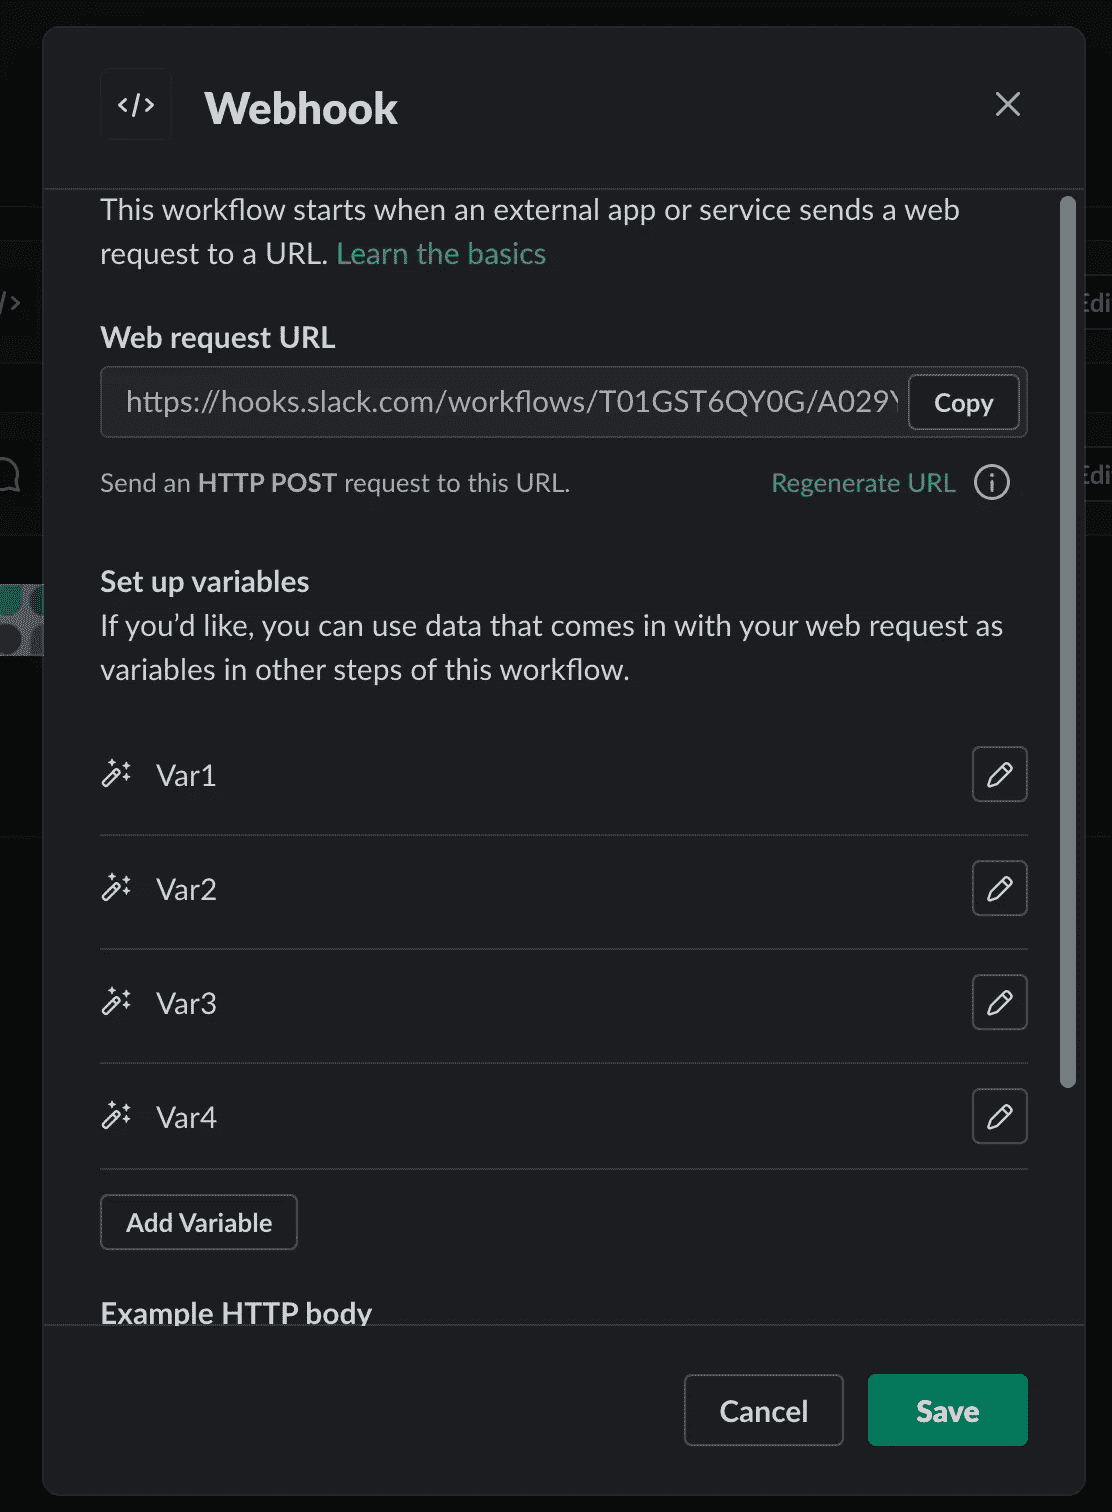 </> Webhook
This workflow starts when an external app or service sends a web
request to a URL. Learn the basics
Web request URL
https://hooks.slack.com/workflows/T01GST6QY0G/A029Y
Copy
Send an HTTP POST request to this URL.
Regenerate URL
Set up variables
If you’d like, you can use data that comes in with your web request as
variables in other steps of this workflow.
Var1
Var2
Var3
Var4
Add Variable
Example HTTP body
Cancel
Save